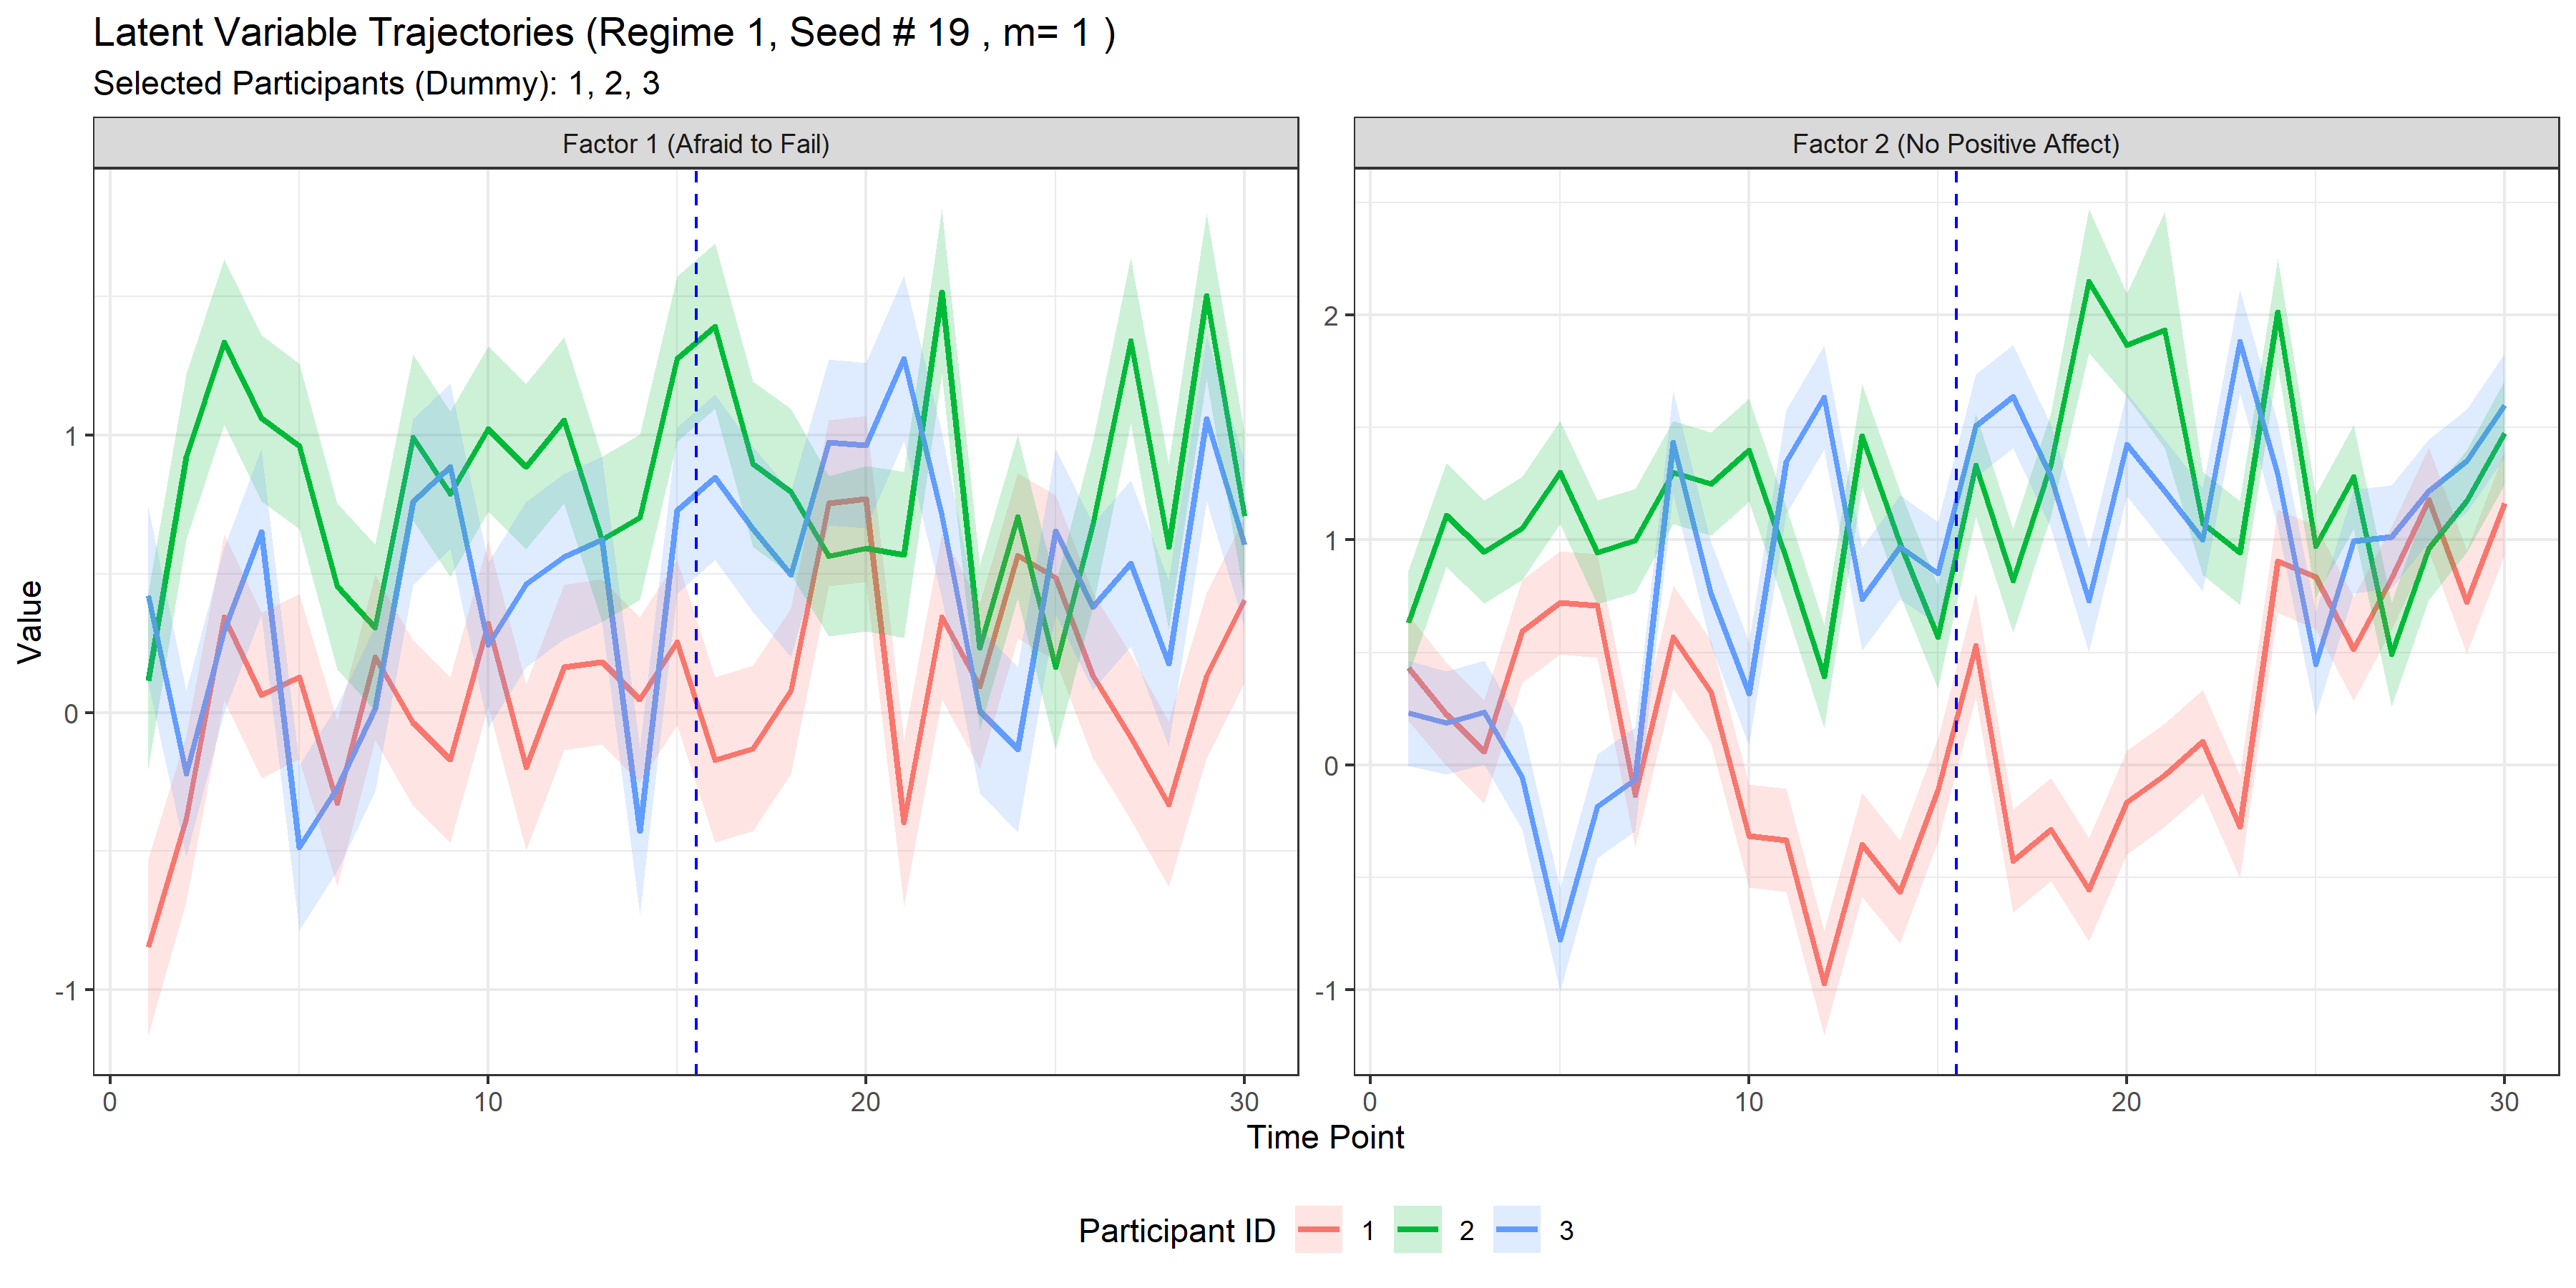 Latent Variable Trajectories (Regime 1, Seed # 19 , m= 1 )
Selected Participants (Dummy): 1, 2, 3
Factor 1 (Afraid to Fail)
Factor 2 (No Positive Affect)
Value
1
0
-1
2
1
0
-1
0 10 20 30
0 10 20 30
Time Point
Participant ID 1 2 3